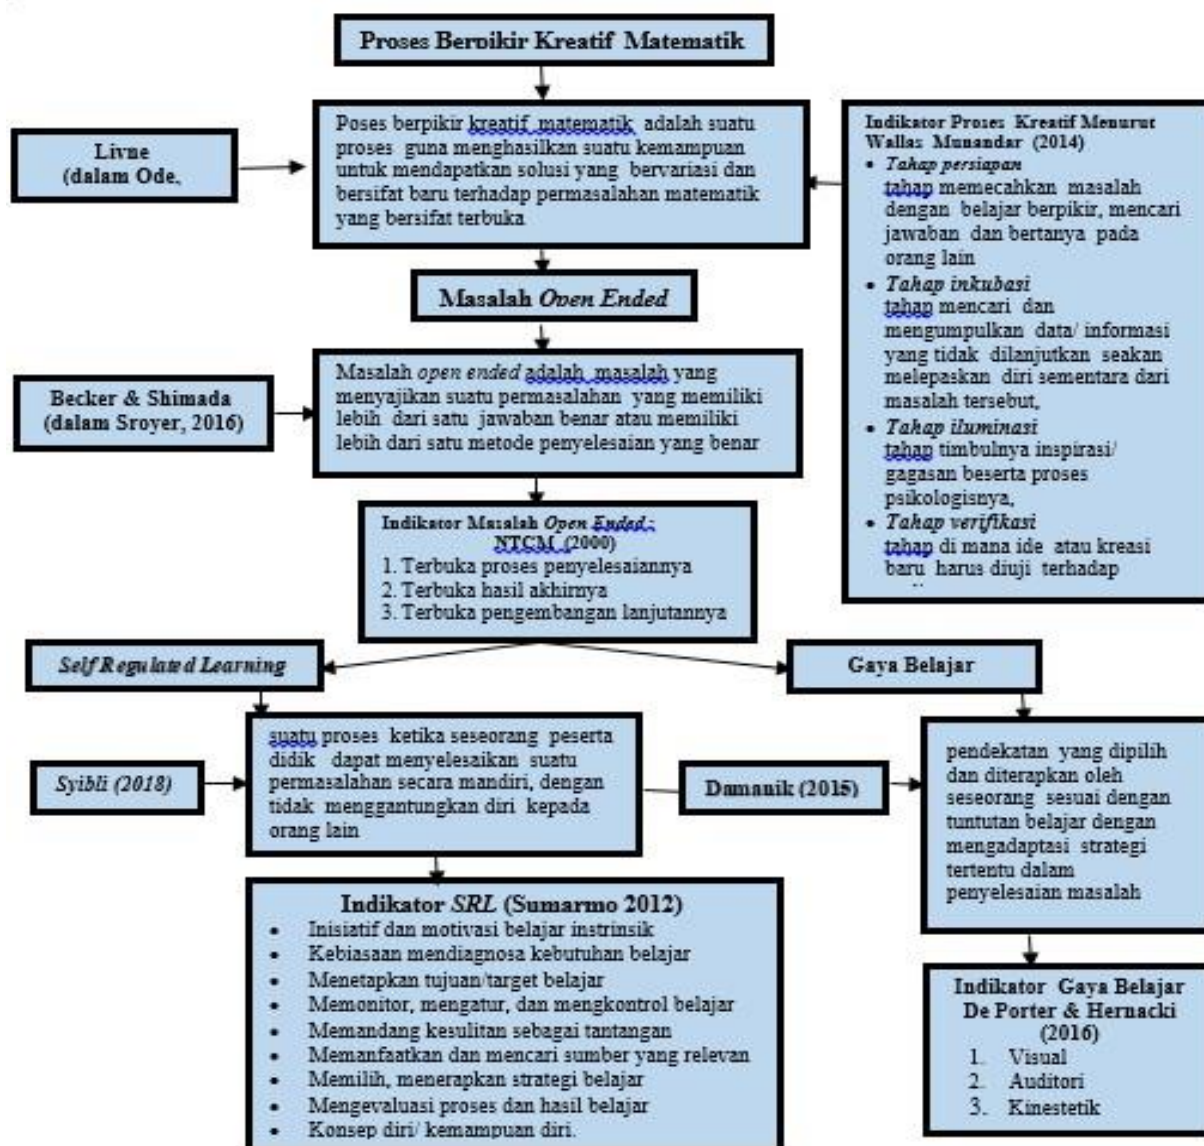 Proses Berpikir Kreatif Matematik
Livne
(dalam Ode,
Poses berpikir kreatif matematik adalah suatu
proses guna menghasilkan suatu kemampuan
untuk mendapatkan solusi yang bervariasi dan
bersifat baru terhadap permasalahan matematik
yang bersifat terbuka
Indikator Proses Kreatif Menurut
Wallas Munandar (2014)
• Tahap persiapan
tahap memecahkan masalah
dengan belajar berpikir, mencari
jawaban dan bertanya pada
orang lain
• Tahap inkubasi
tahap mencari dan
mengumpulkan data/ informasi
yang tidak dilanjutkan seakan
melepaskan diri sementara dari
masalah tersebut,
• Tahap iluminasi
tahap timbulnya inspirasi/
gagasan beserta proses
psikologisnya,
• Tahap verifikasi
tahap di mana ide atau kreasi
baru harus diuji terhadap
Masalah Open Ended
Becker & Shimada
(dalam Sroyer, 2016)
Masalah open ended adalah masalah yang
menyajikan suatu permasalahan yang memiliki
lebih dari satu jawaban benar atau memiliki
lebih dari satu metode penyelesaian yang benar
Indikator Masalah Open Ended :
NTCM (2000)
1. Terbuka proses penyelesaiannya
2. Terbuka hasil akhirnya
3. Terbuka pengembangan lanjutannya
Self Regulated Learning
Gaya Belajar
Syibli (2018)
suatu proses ketika seseorang peserta
didik dapat menyelesaikan suatu
permasalahan secara mandiri, dengan
tidak menggantungkan diri kepada
orang lain
Damanik (2015)
pendekatan yang dipilih
dan diterapkan oleh
seseorang sesuai dengan
tuntutan belajar dengan
mengadaptasi strategi
tertentu dalam
penyelesaian masalah
Indikator SRL (Sumarmo 2012)
• Inisiatif dan motivasi belajar instrinsik
• Kebiasaan mendiagnosa kebutuhan belajar
• Menetapkan tujuan/target belajar
• Memonitor, mengatur, dan mengkontrol belajar
• Memandang kesulitan sebagai tantangan
• Memanfaatkan dan mencari sumber yang relevan
• Memilih, menerapkan strategi belajar
• Mengevaluasi proses dan hasil belajar
• Konsep diri/ kemampuan diri.
Indikator Gaya Belajar
De Porter & Hernacki
(2016)
1. Visual
2. Auditori
3. Kinestetik